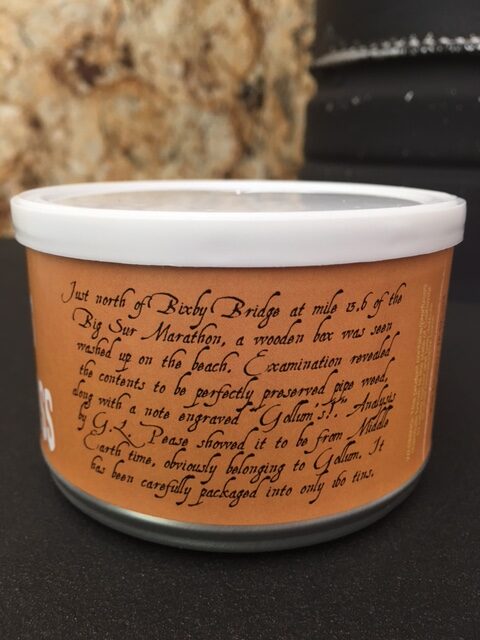 Just north of Bixby Bridge at mile 13.6 of the
Big Sur Marathon, a wooden box was seen
washed up on the beach. Examination revealed
the contents to be perfectly preserved pipe weed,
along with a note engraved "Gollum's!". Analysis
by G.L. Pease showed it to be from Middle
Earth time, obviously belonging to Gollum. It
has been carefully packaged into only 160 tins.